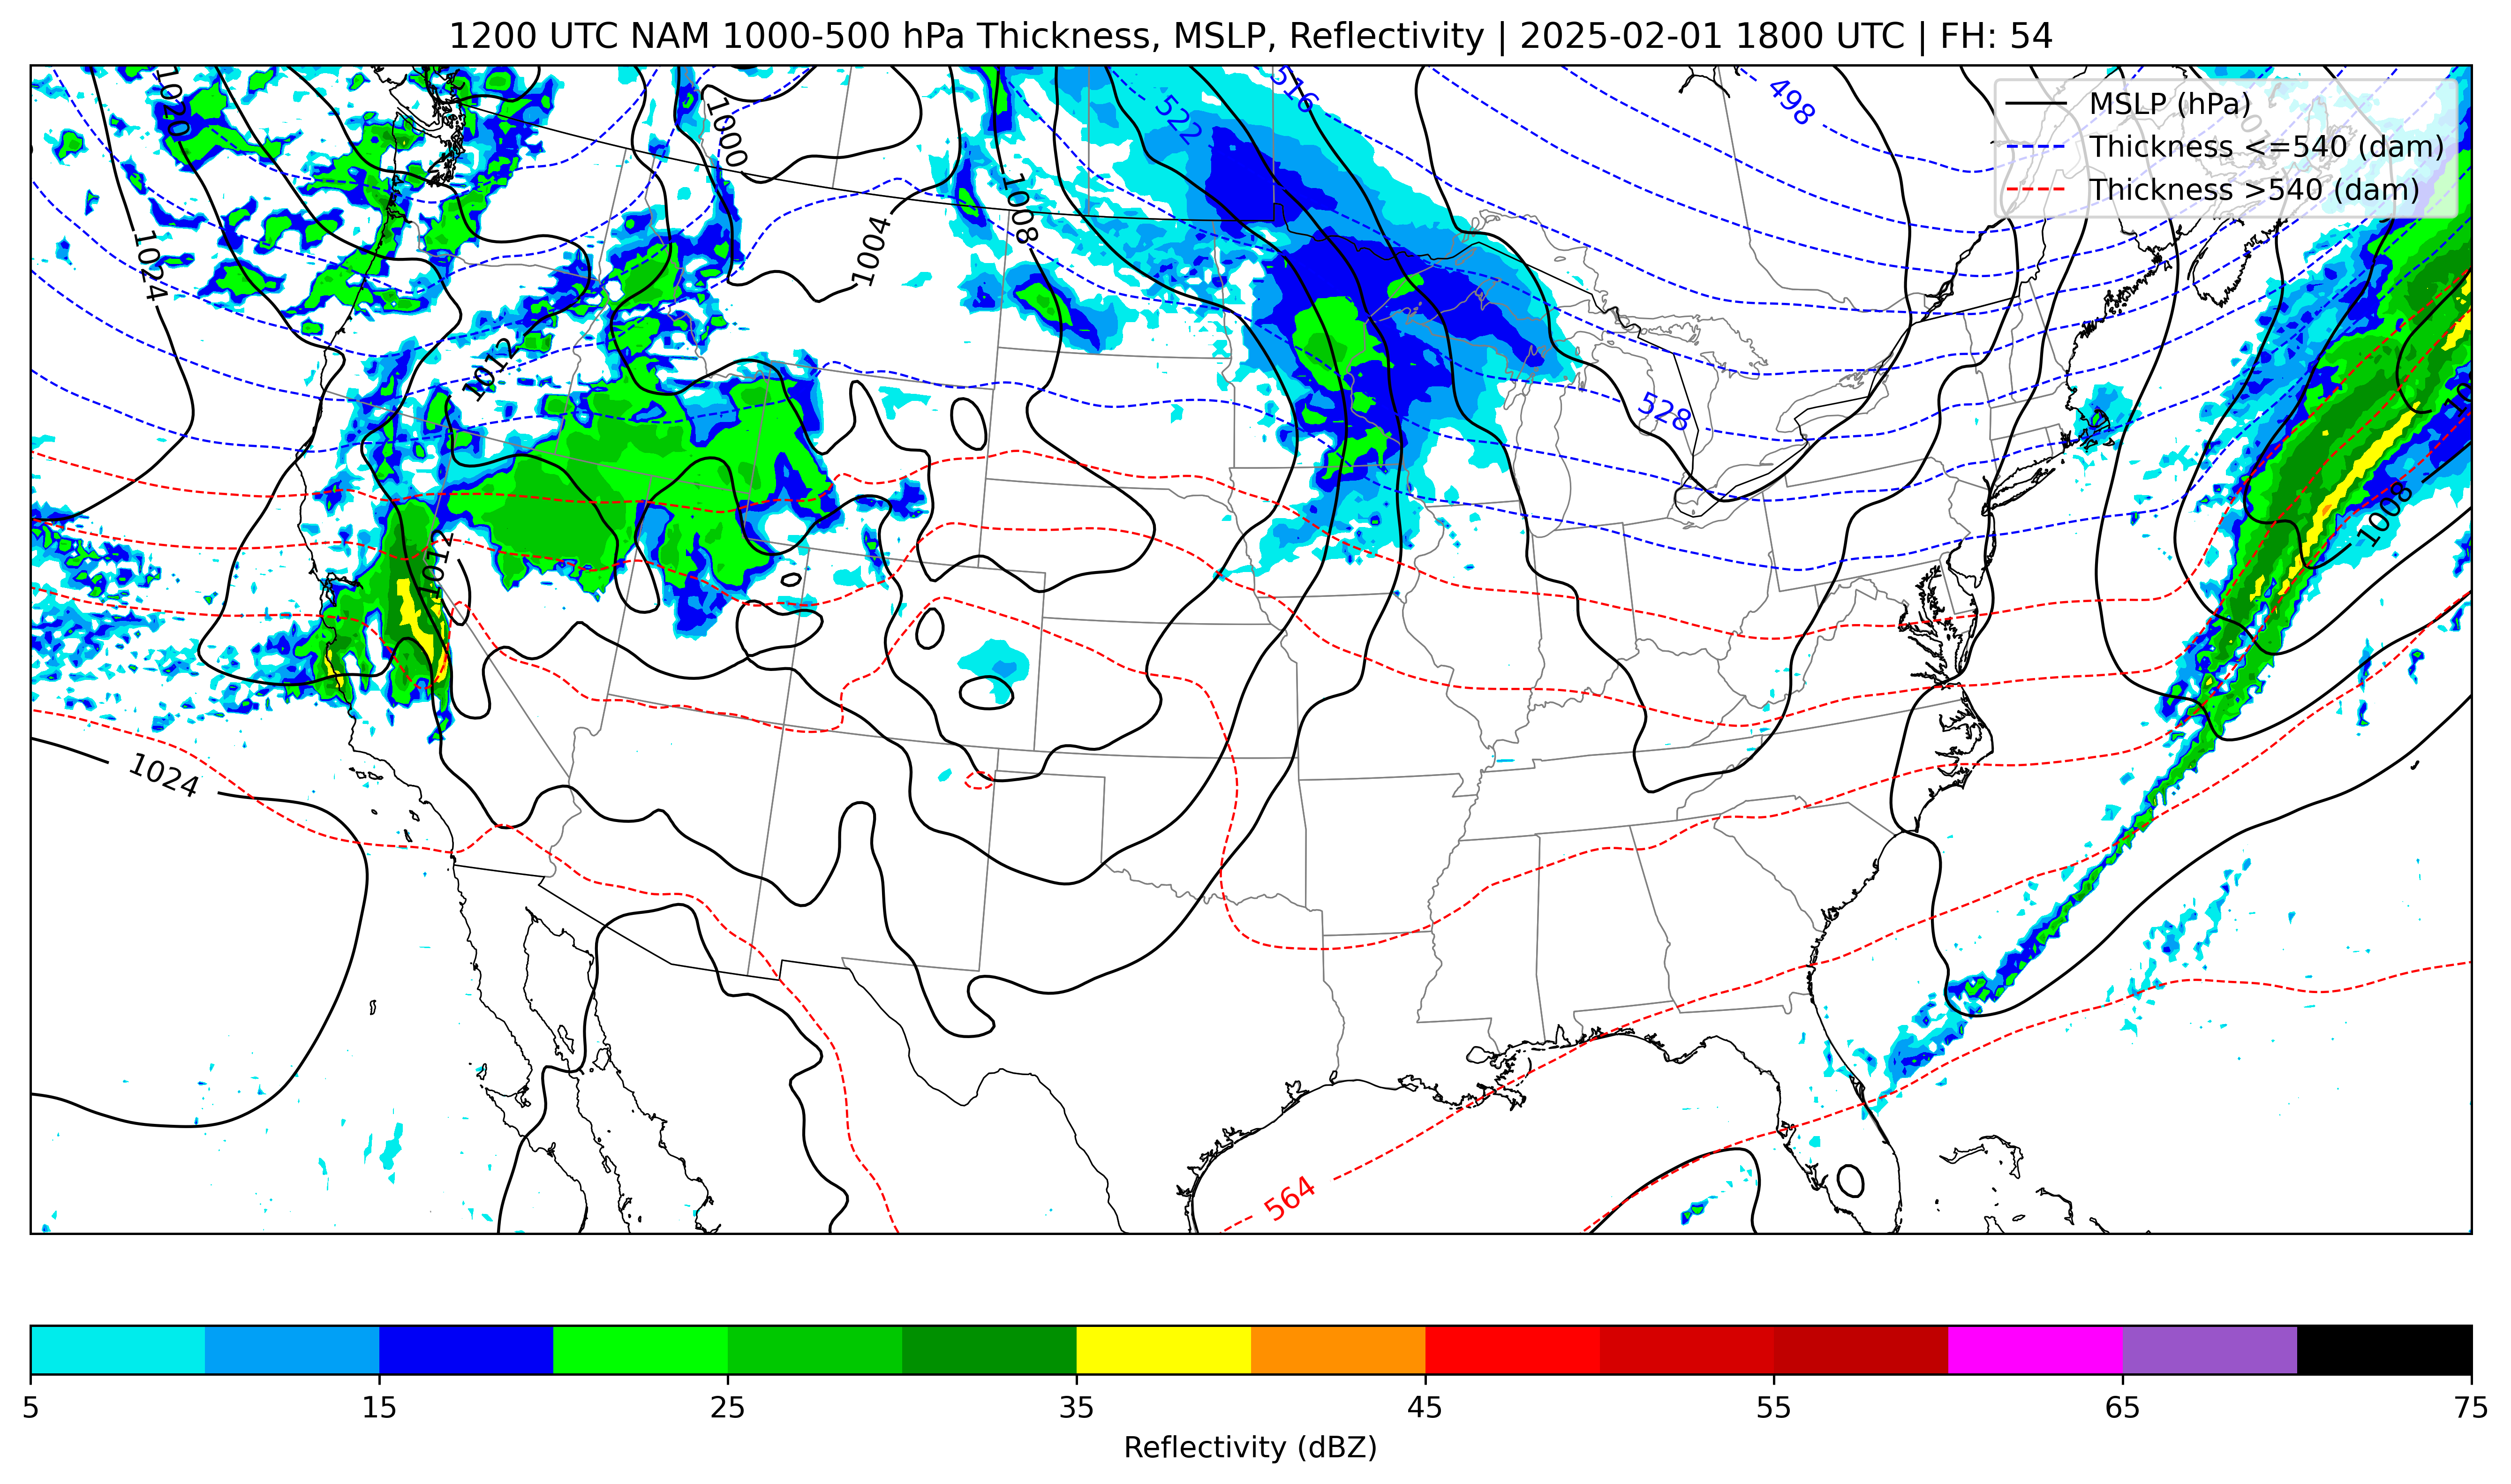 1200 UTC NAM 1000-500 hPa Thickness, MSLP, Reflectivity | 2025-02-01 1800 UTC | FH: 54
MSLP (hPa)
Thickness <=540 (dam)
Thickness >540 (dam)
1020
1000
522
516
498
1024
1004
1008
1012
528
1012
1008
1024
564
5 15 25 35 45 55 65 75
Reflectivity (dBZ)